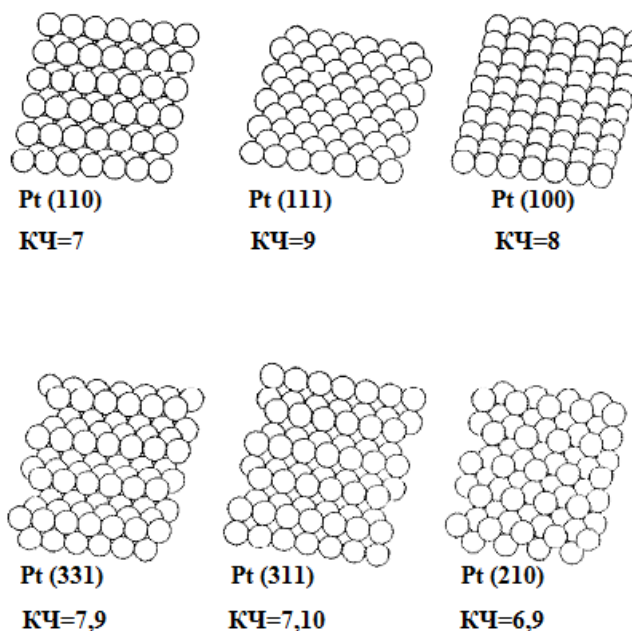 Pt (110) Pt (111) Pt (100)
КЧ=7 КЧ=9 КЧ=8
Pt (331) Pt (311) Pt (210)
КЧ=7,9 КЧ=7,10 КЧ=6,9